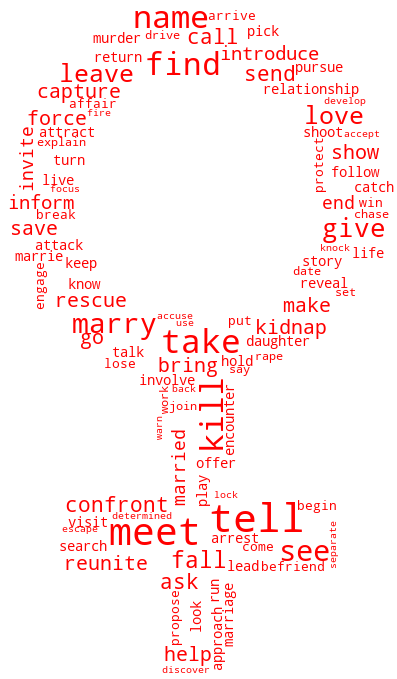 name
arrive
murder
drive
call
pick
return
find
introduce
leave
send
pursue
capture
relationship
affair
develop
force
fire
love
attract
shoot
accept
explain
invite
protect
show
turn
follow
live
focus
catch
inform
end
win
break
chase
save
give
attack
knock
marrie
story
life
keep
date
engage
know
reveal
set
rescue
make
marry
accuse
use
put
kidnap
go
take
daughter
talk
hold
rape
lose
bring
say
involve
back
work
kill
encounter
join
warn
married
offer
play
lock
confront
tell
begin
visit
determined
escape
meet
search
arrest
come
see
separate
reunite
fall
lead
befriend
ask
propose
look
run
approach
marriage
help
discover